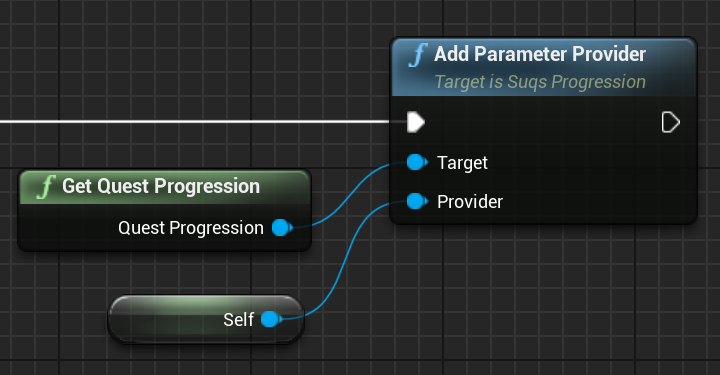 f Add Parameter Provider
Target is Suqs Progression
Target
Provider
f Get Quest Progression
Quest Progression
Self